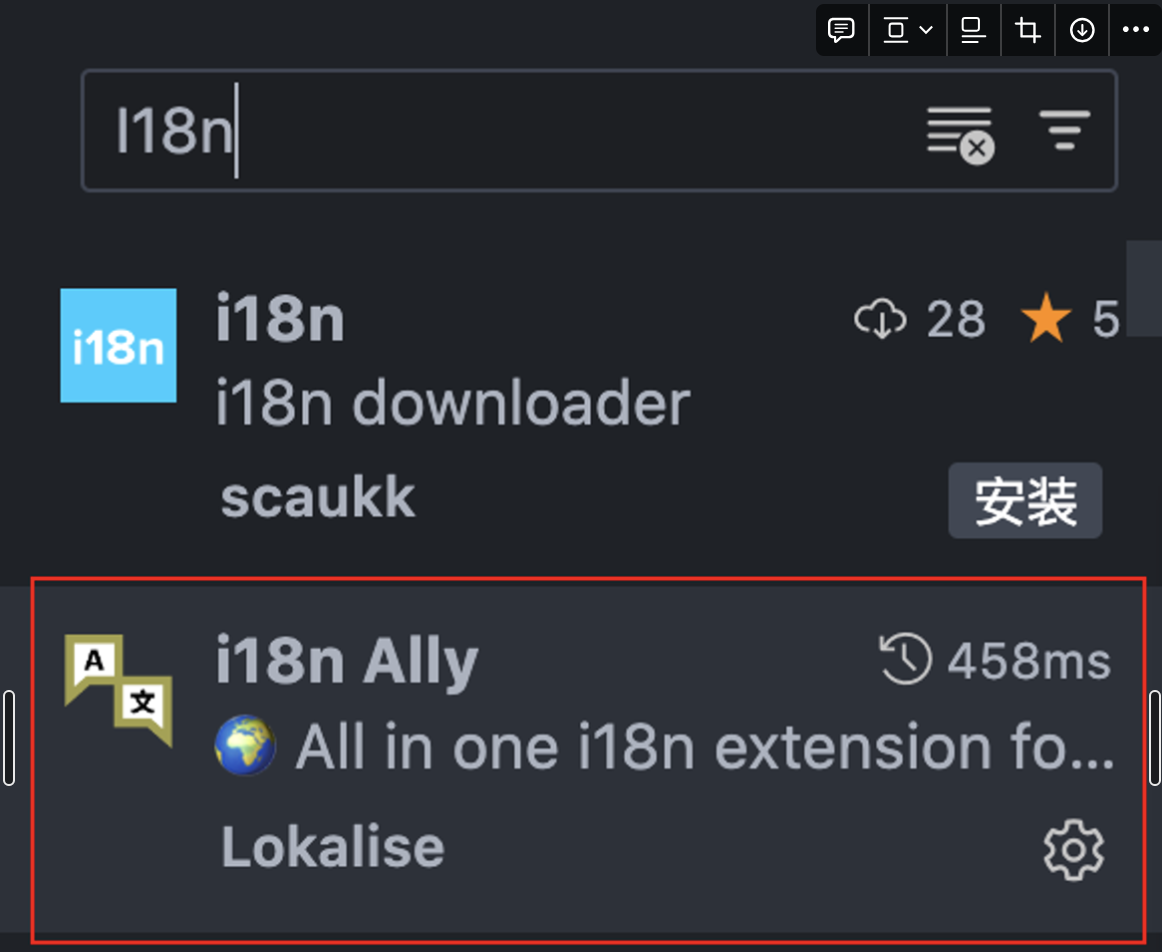 I18n
i18n
i18n
28
5
i18n downloader
scaukk
安装
A
文
i18n Ally
458ms
All in one i18n extension fo...
Lokalise